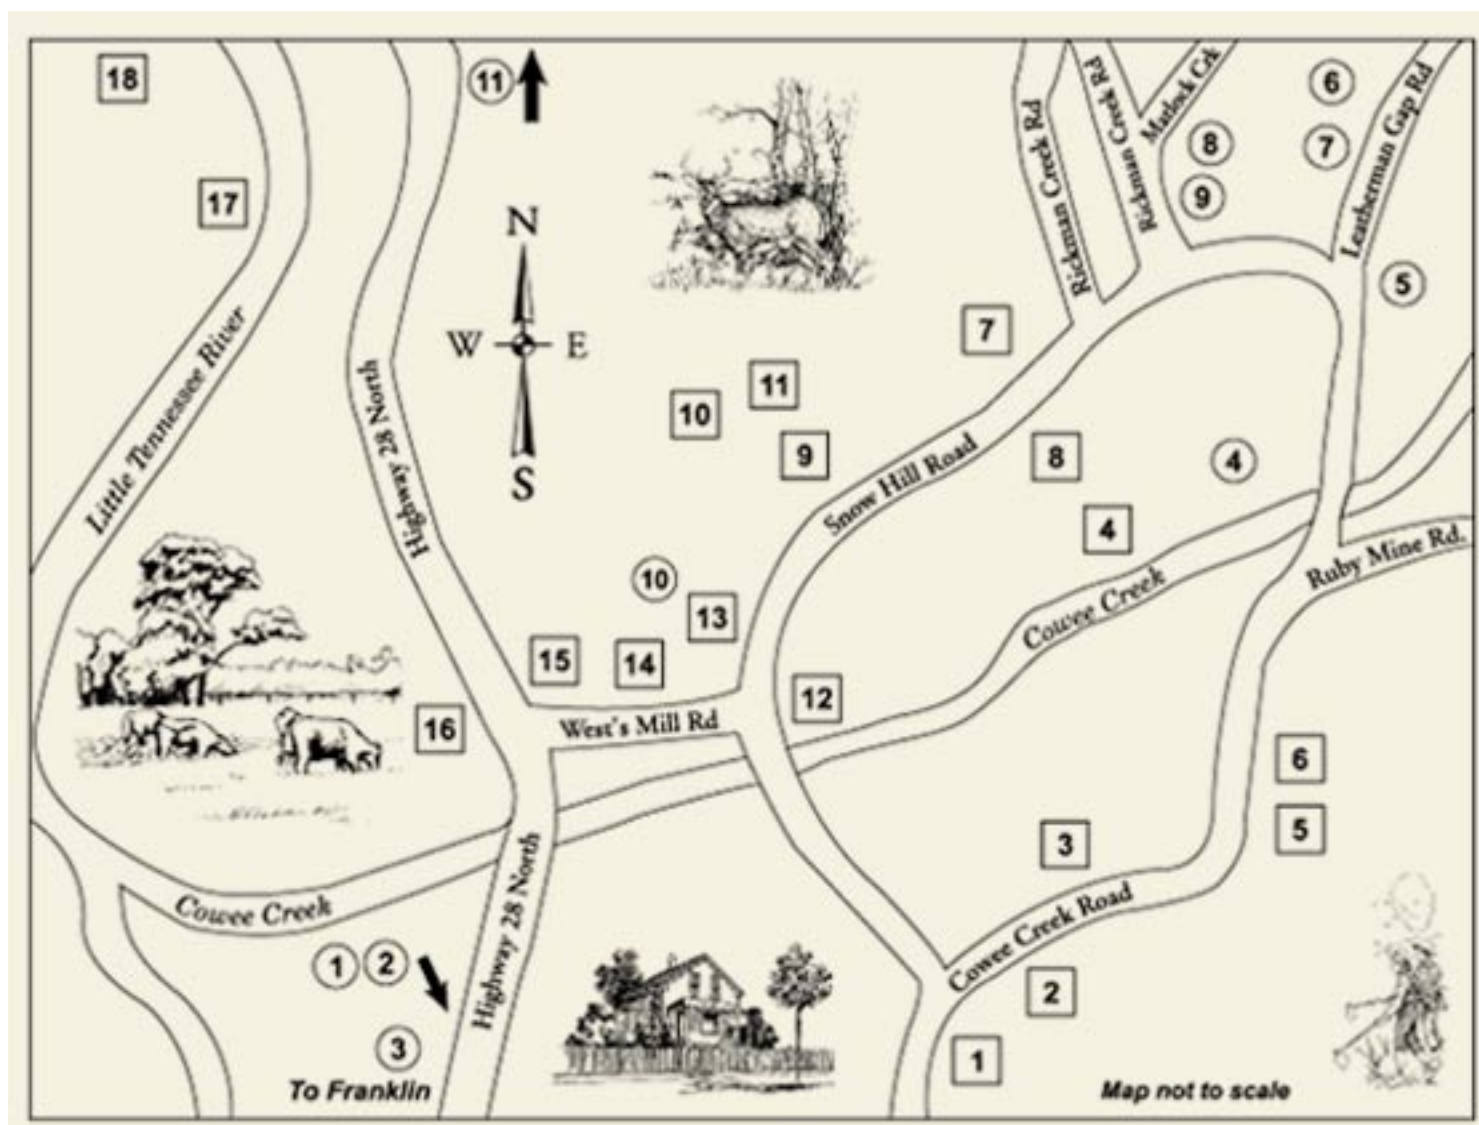 18
11
Rickman Creek Rd
Rickman Creek Rd
Matlock Crk
6
8
7
Leatherman Gap Rd
17
9
N
5
W
E
7
Little Tennessee River
Highway 28 North
11
10
9
S
Snow Hill Road
8
4
4
Ruby Mine Rd.
10
Cowee Creek
13
15
14
16
West's Mill Rd
12
6
5
3
Cowee Creek
Highway 28 North
Cowee Creek Road
1
2
2
3
1
To Franklin
Map not to scale